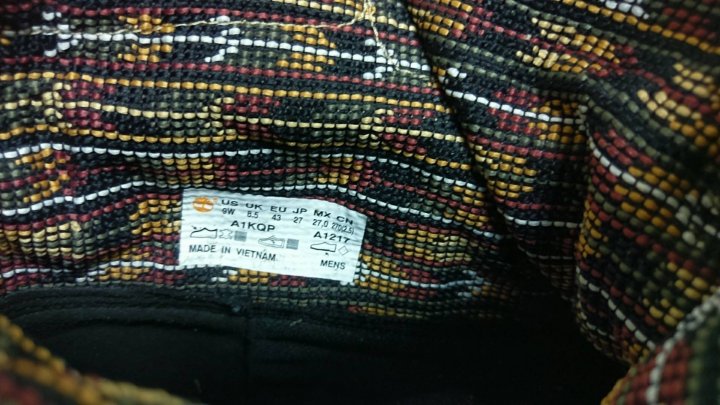 US UK EU JP MX CN
9W 8.5 43 27 27.0 270(2.5)
A1KQP A1217
MADE IN VIETNAM
MENS